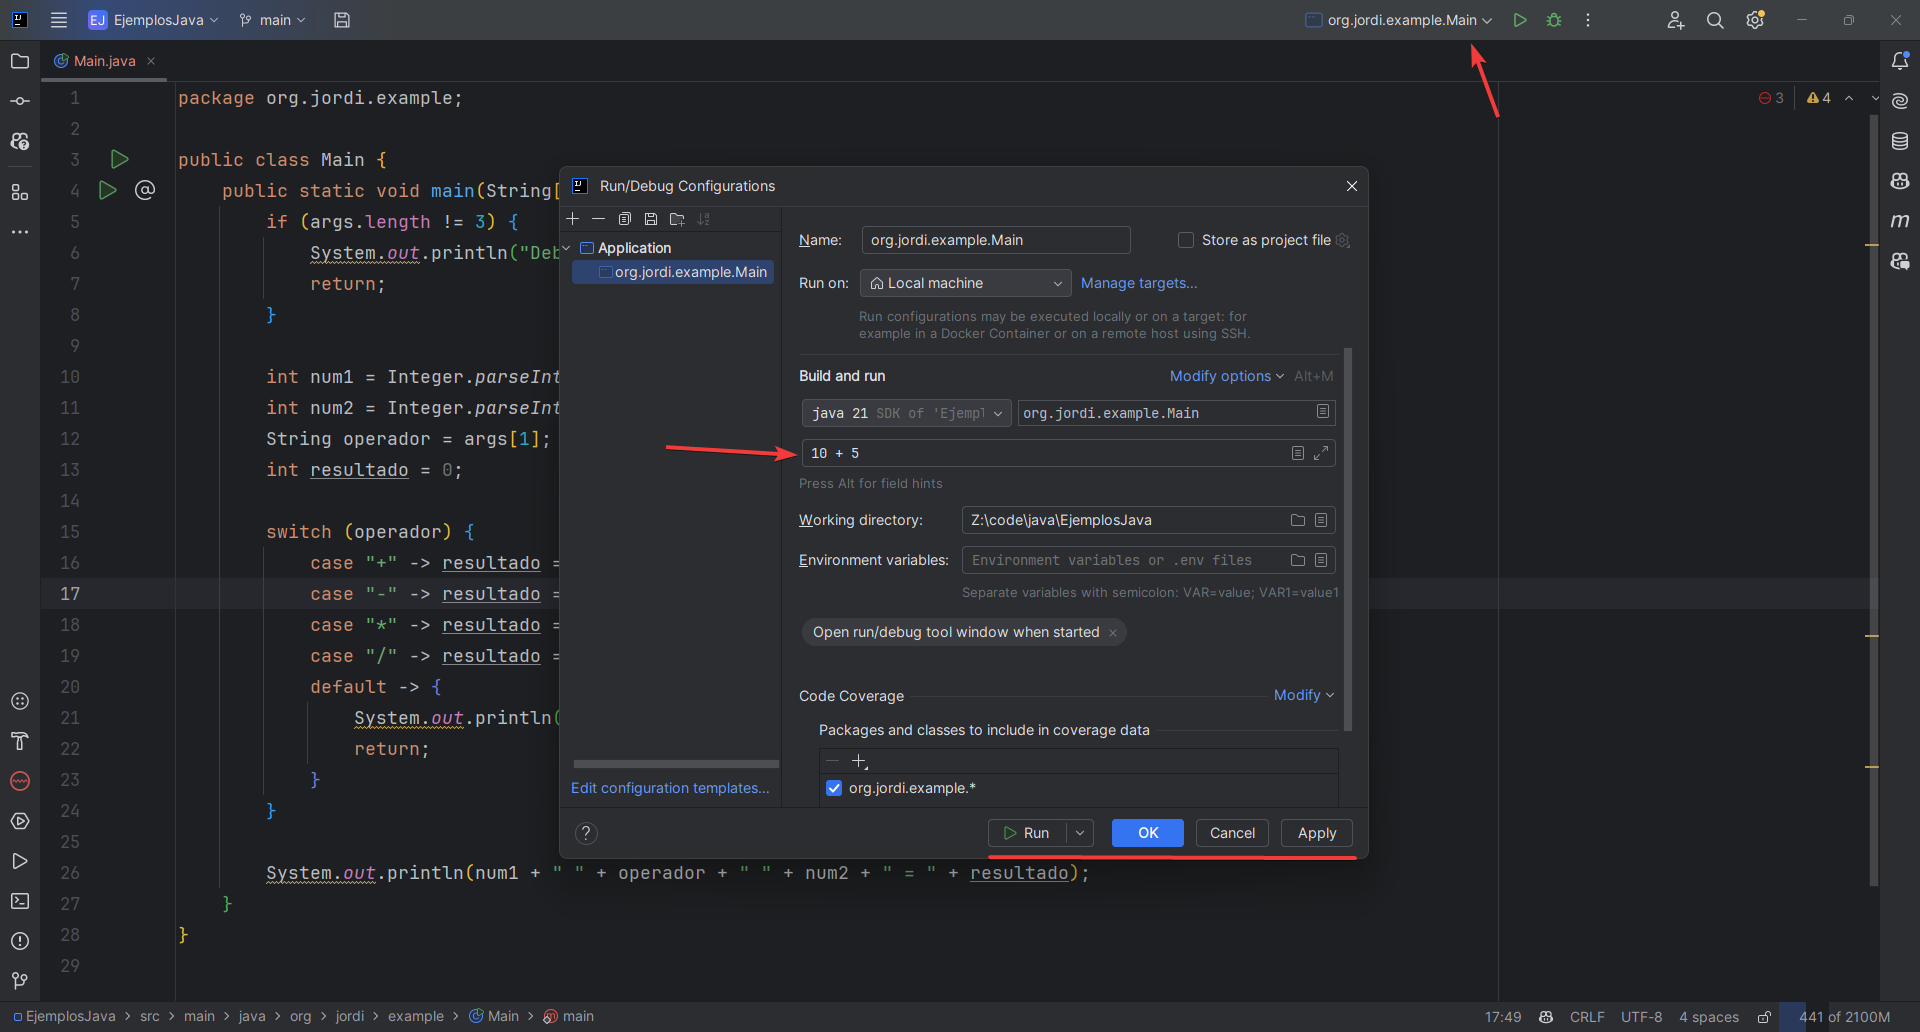 EJ EjemplosJava main org.jordi.example.Main
Main.java
3 4
1 package org.jordi.example;
2
3 public class Main {
4 public static void main(String[
5 if (args.length != 3) {
6 System.out.println("Deb
7 return;
8 }
9
10 int num1 = Integer.parseInt
11 int num2 = Integer.parseInt
12 String operador = args[1];
13 int resultado = 0;
14
15 switch (operador) {
16 case "+" -> resultado =
17 case "-" -> resultado =
18 case "*" -> resultado =
19 case "/" -> resultado =
20 default -> {
21 System.out.println(
22 return;
23 }
24 }
25
26 System.out.println(num1 + " " + operador + " " + num2 + " = " + resultado);
27 }
28 }
29
Run/Debug Configurations
Application
org.jordi.example.Main
Edit configuration templates...
Name: org.jordi.example.Main Store as project file
Run on: Local machine Manage targets...
Run configurations may be executed locally or on a target: for
example in a Docker Container or on a remote host using SSH.
Build and run Modify options Alt+M
java 21 SDK of 'Ejempl org.jordi.example.Main
10 + 5
Press Alt for field hints
Working directory: Z:\code\java\EjemplosJava
Environment variables: Environment variables or .env files
Separate variables with semicolon: VAR=value; VAR1=value1
Open run/debug tool window when started
Code Coverage Modify
Packages and classes to include in coverage data
org.jordi.example.*
? Run OK Cancel Apply
EjemplosJava > src > main > java > org > jordi > example > Main > main
17:49 CRLF UTF-8 4 spaces 441 of 2100M